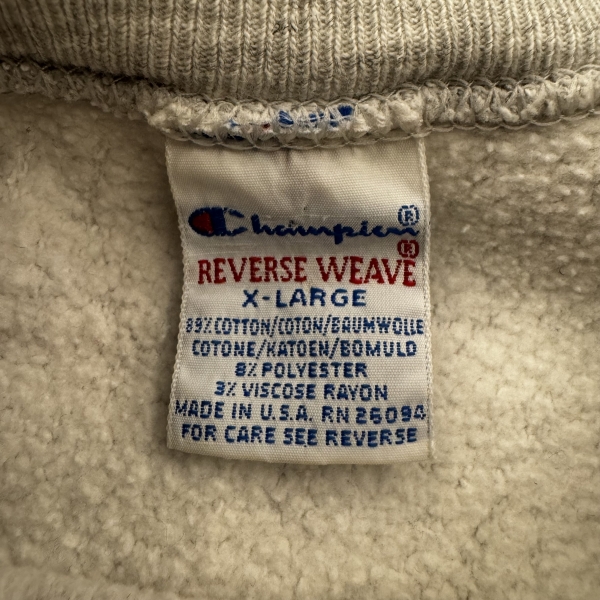 Champion®
REVERSE WEAVE®
X-LARGE
89% COTTON/COTON/BAUMWOLLE
COTONE/KATOEN/BOMULD
8% POLYESTER
3% VISCOSE RAYON
MADE IN U.S.A. RN 26094
FOR CARE SEE REVERSE